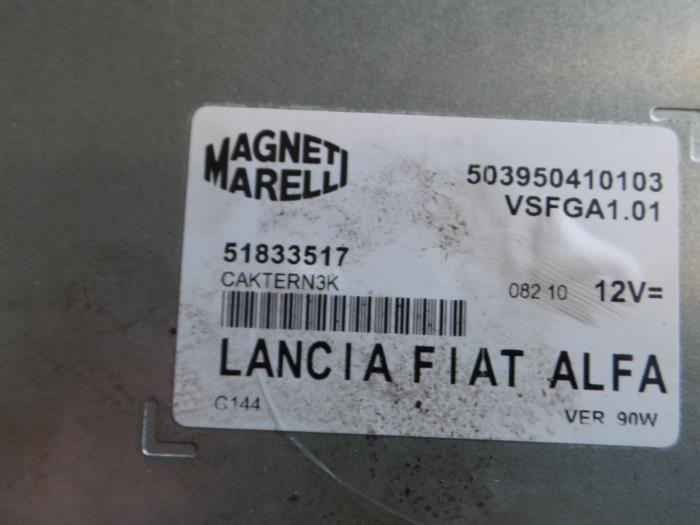 MAGNETI
MARELLI
503950410103
VSFGA1.01
51833517
CAKTERN3K
082 10 12V=
LANCIA FIAT ALFA
G144 VER 90W